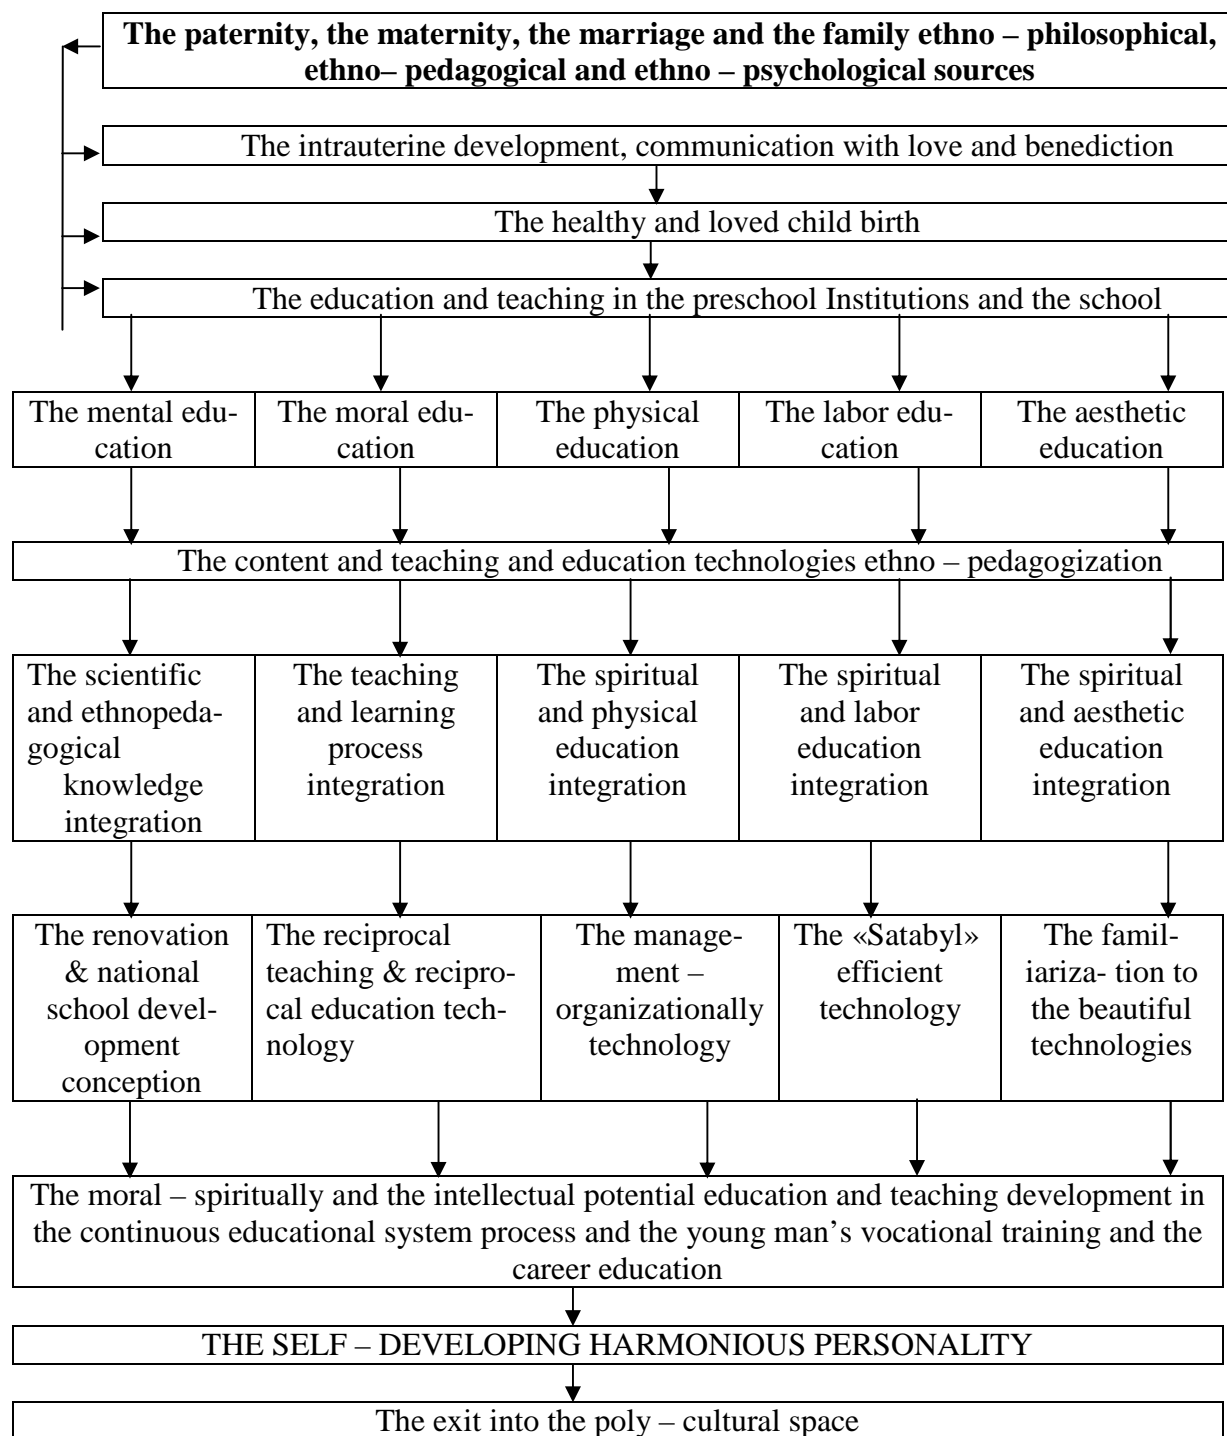 The paternity, the maternity, the marriage and the family ethno – philosophical,
ethno– pedagogical and ethno – psychological sources
The intrauterine development, communication with love and benediction
The healthy and loved child birth
The education and teaching in the preschool Institutions and the school
The mental edu-
cation
The moral edu-
cation
The physical
education
The labor edu-
cation
The aesthetic
education
The content and teaching and education technologies ethno – pedagogization
The scientific
and ethnopeda-
gogical
knowledge
integration
The teaching
and learning
process
integration
The spiritual
and physical
education
integration
The spiritual
and labor
education
integration
The spiritual
and aesthetic
education
integration
The renovation
& national
school devel-
opment
conception
The reciprocal
teaching & recipro-
cal education tech-
nology
The manage-
ment –
organizationally
technology
The «Satabyl»
efficient
technology
The famil-
iariza- tion to
the beautiful
technologies
The moral – spiritually and the intellectual potential education and teaching development in
the continuous educational system process and the young man’s vocational training and the
career education
THE SELF – DEVELOPING HARMONIOUS PERSONALITY
The exit into the poly – cultural space